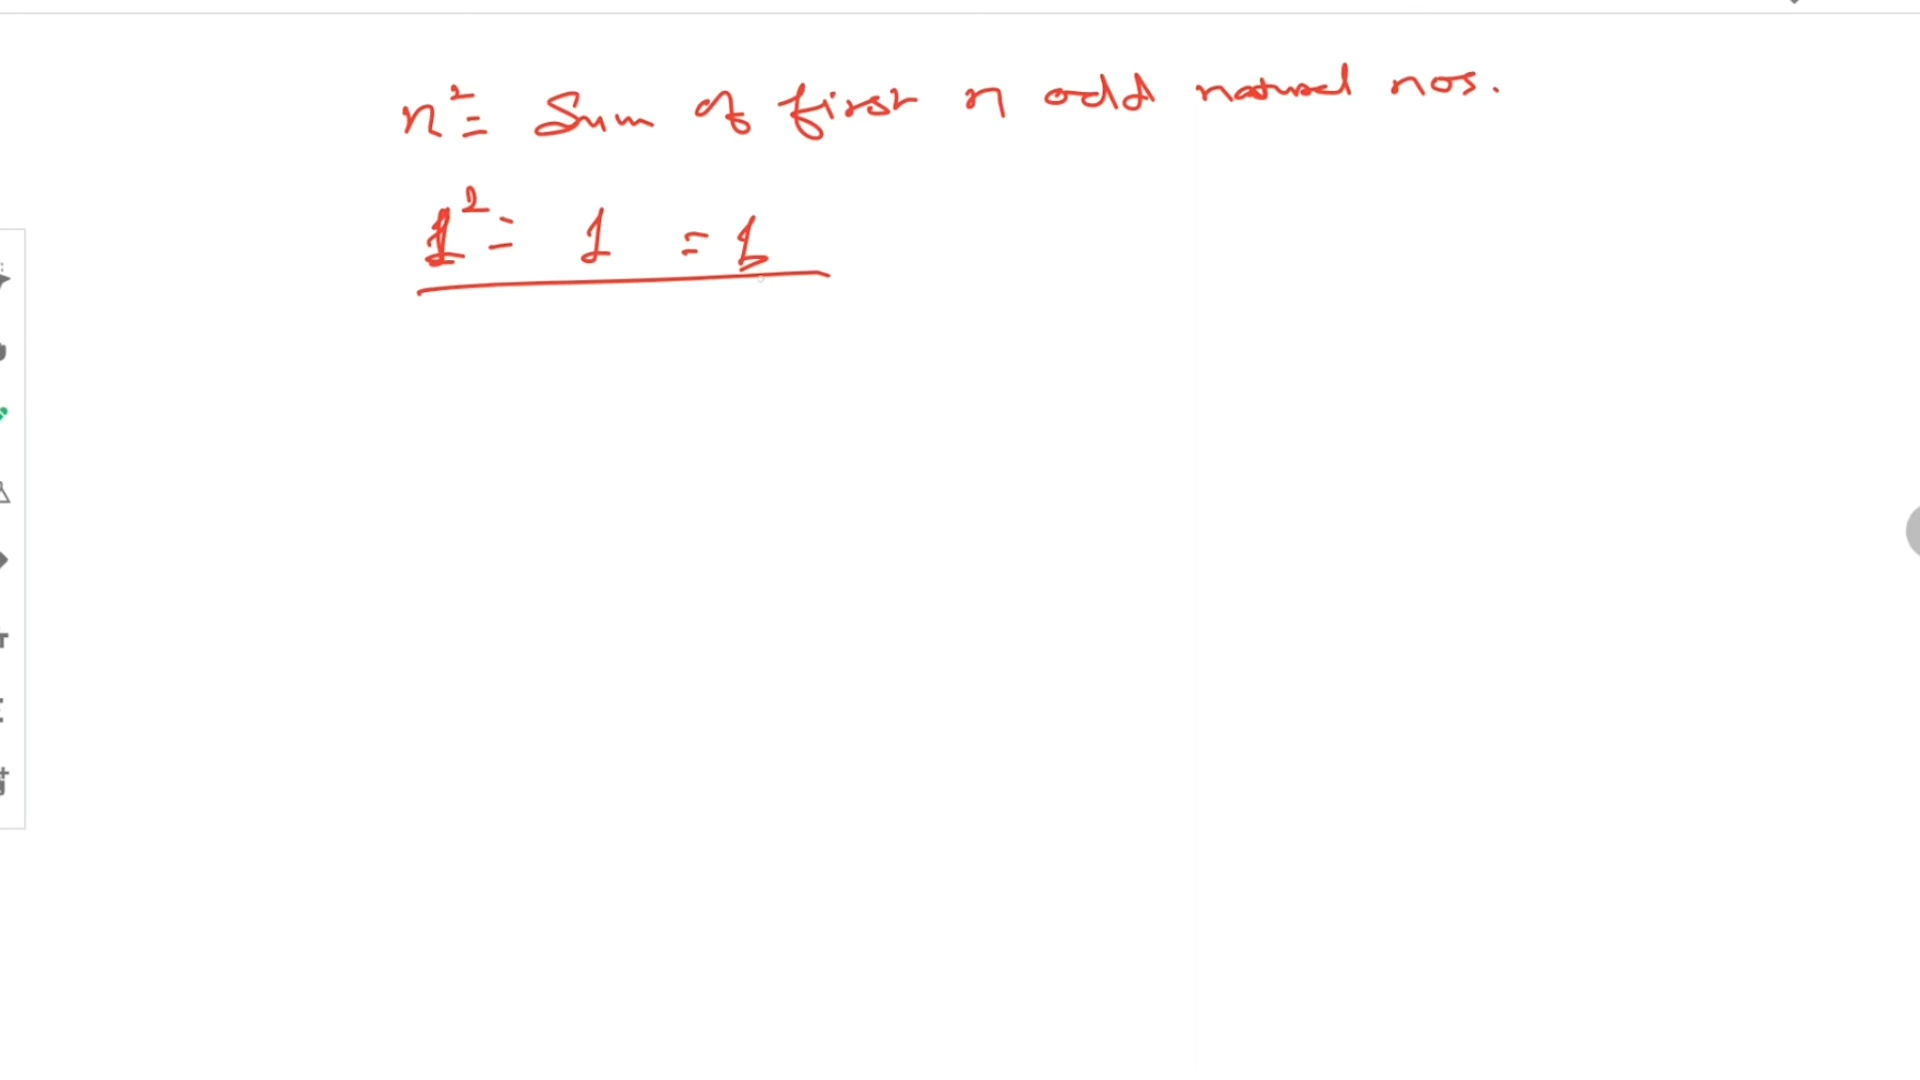 n² = Sum of first n odd natural nos.
1² = 1 = 1